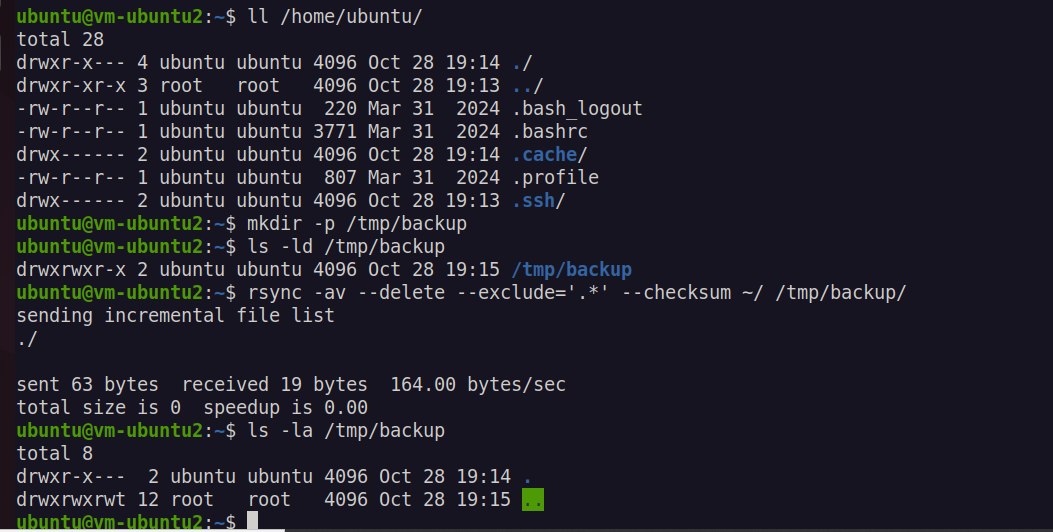 ubuntu@vm-ubuntu2:~$ ll /home/ubuntu/
total 28
drwxr-x--- 4 ubuntu ubuntu 4096 Oct 28 19:14 ./
drwxr-xr-x 3 root   root   4096 Oct 28 19:13 ../
-rw-r--r-- 1 ubuntu ubuntu  220 Mar 31  2024 .bash_logout
-rw-r--r-- 1 ubuntu ubuntu 3771 Mar 31  2024 .bashrc
drwx------ 2 ubuntu ubuntu 4096 Oct 28 19:14 .cache/
-rw-r--r-- 1 ubuntu ubuntu  807 Mar 31  2024 .profile
drwx------ 2 ubuntu ubuntu 4096 Oct 28 19:13 .ssh/
ubuntu@vm-ubuntu2:~$ mkdir -p /tmp/backup
ubuntu@vm-ubuntu2:~$ ls -ld /tmp/backup
drwxrwxr-x 2 ubuntu ubuntu 4096 Oct 28 19:15 /tmp/backup
ubuntu@vm-ubuntu2:~$ rsync -av --delete --exclude='.*' --checksum ~/ /tmp/backup/
sending incremental file list
./

sent 63 bytes  received 19 bytes  164.00 bytes/sec
total size is 0  speedup is 0.00
ubuntu@vm-ubuntu2:~$ ls -la /tmp/backup
total 8
drwxr-x---  2 ubuntu ubuntu 4096 Oct 28 19:14 .
drwxrwxrwt 12 root   root   4096 Oct 28 19:15 ..
ubuntu@vm-ubuntu2:~$